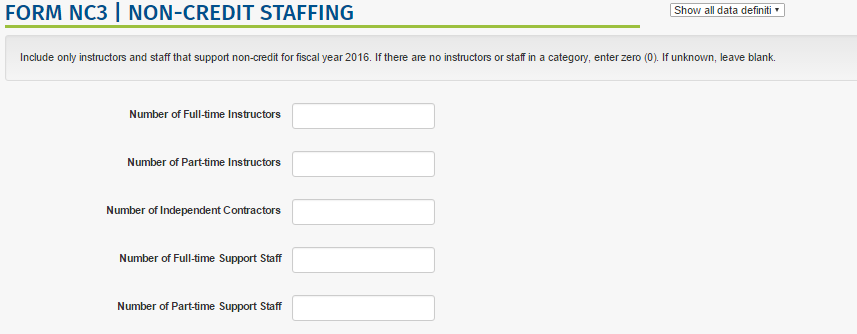 FORM NC3 | NON-CREDIT STAFFING
Show all data definiti
Include only instructors and staff that support non-credit for fiscal year 2016. If there are no instructors or staff in a category, enter zero (0). If unknown, leave blank.
Number of Full-time Instructors
Number of Part-time Instructors
Number of Independent Contractors
Number of Full-time Support Staff
Number of Part-time Support Staff